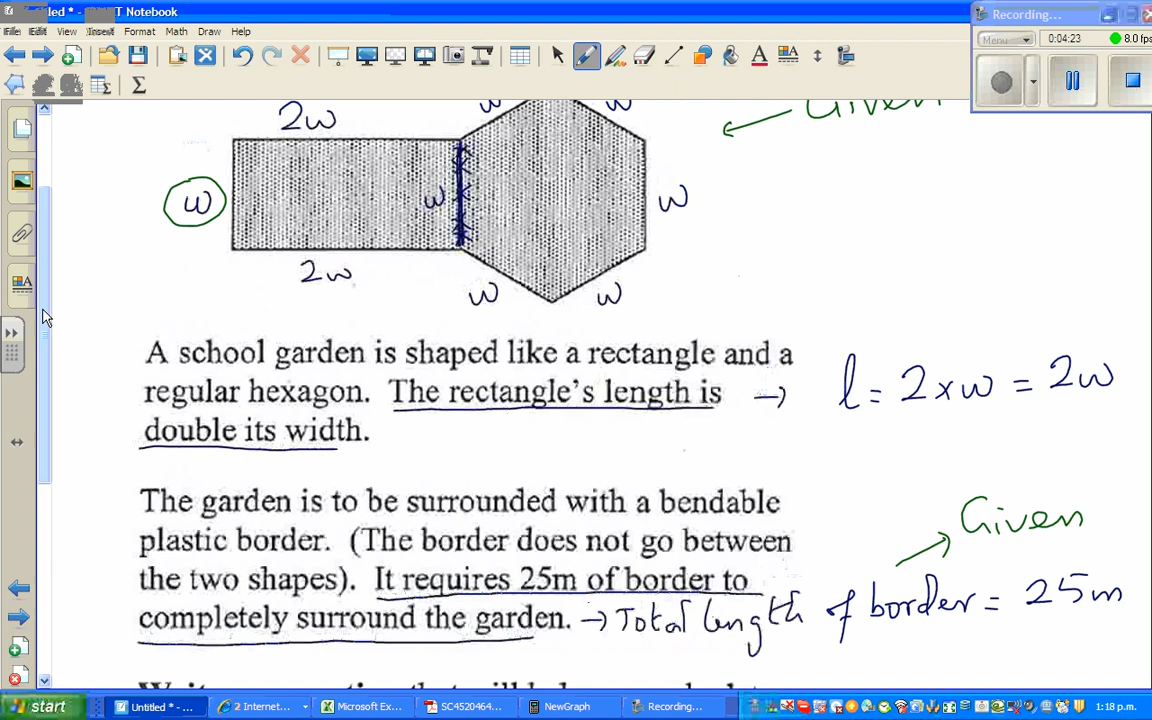 Untitled * - SMART Notebook
Recording...
File Edit View Insert Format Math Draw Help
Menu
0:04:23
8.0 fps
Given
w
w
2w
w
w
w
2w
w
w
A school garden is shaped like a rectangle and a
regular hexagon. The rectangle's length is
double its width.
→ l = 2 x w = 2w
The garden is to be surrounded with a bendable
plastic border. (The border does not go between
the two shapes). It requires 25m of border to
completely surround the garden.
Given
→ Total length of border = 25m
start
Untitled * - ...
2 Internet...
Microsoft Ex...
SC4520464...
NewGraph
Recording...
1:18 p.m.